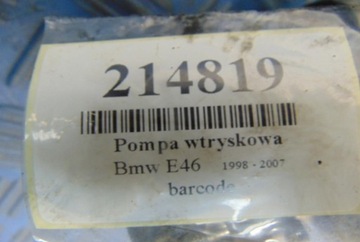 214819
Pompa wtryskowa
Bmw E46 1998 - 2007
barcode